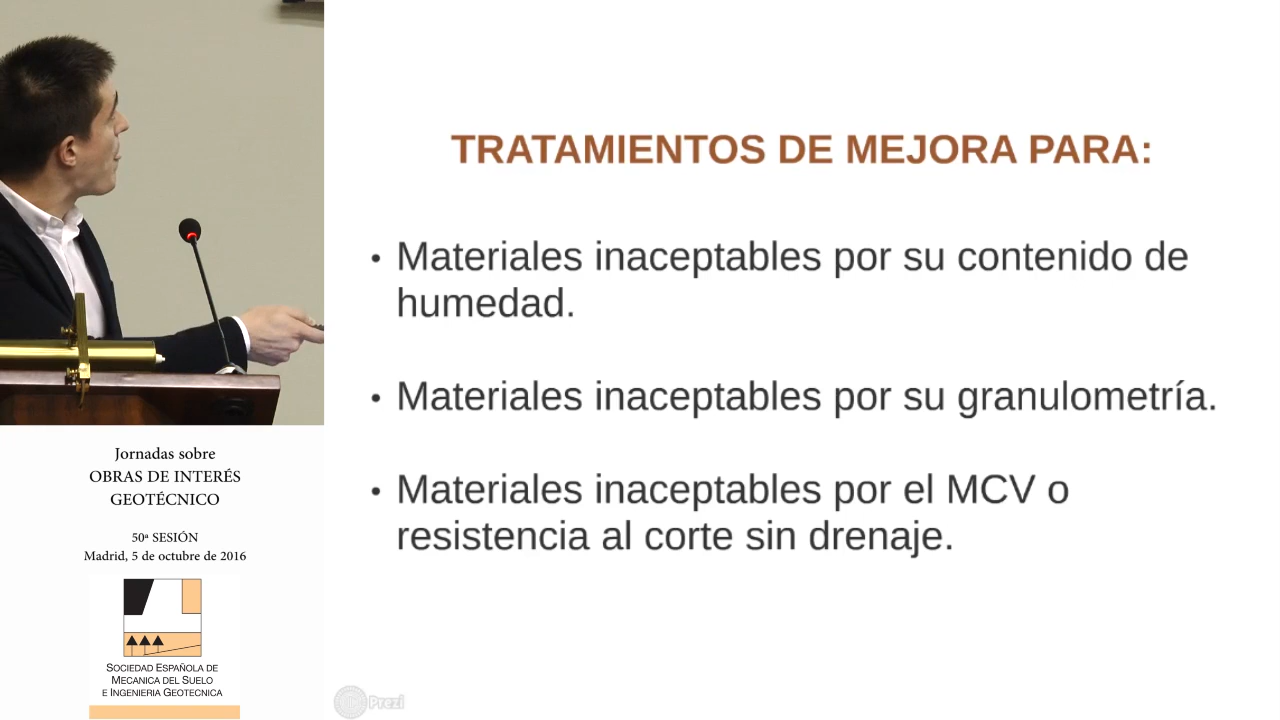 TRATAMIENTOS DE MEJORA PARA:
• Materiales inaceptables por su contenido de
humedad.
• Materiales inaceptables por su granulometría.
• Materiales inaceptables por el MCV o
resistencia al corte sin drenaje.
Jornadas sobre
OBRAS DE INTERÉS
GEOTÉCNICO
50ª SESIÓN
Madrid, 5 de octubre de 2016
SOCIEDAD ESPAÑOLA DE
MECANICA DEL SUELO
E INGENIERIA GEOTECNICA
Prezi